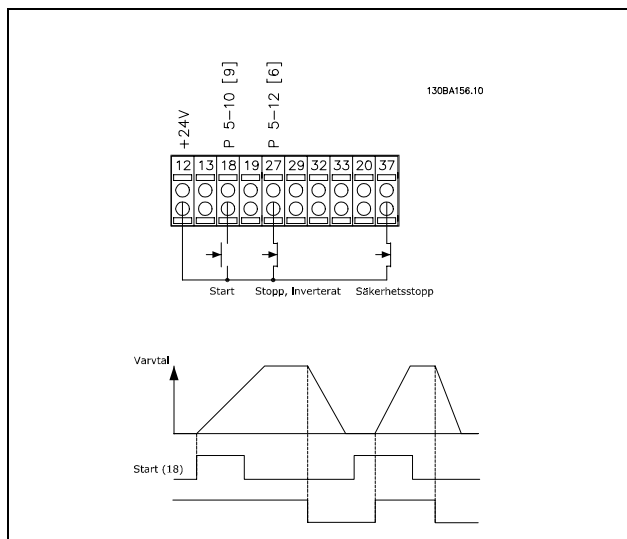 +24V
P 5-10 [9]
P 5-12 [6]
130BA156.10
12 13 18 19 27 29 32 33 20 37
Start Stopp, Inverterat Säkerhetsstopp
Varvtal
Start (18)